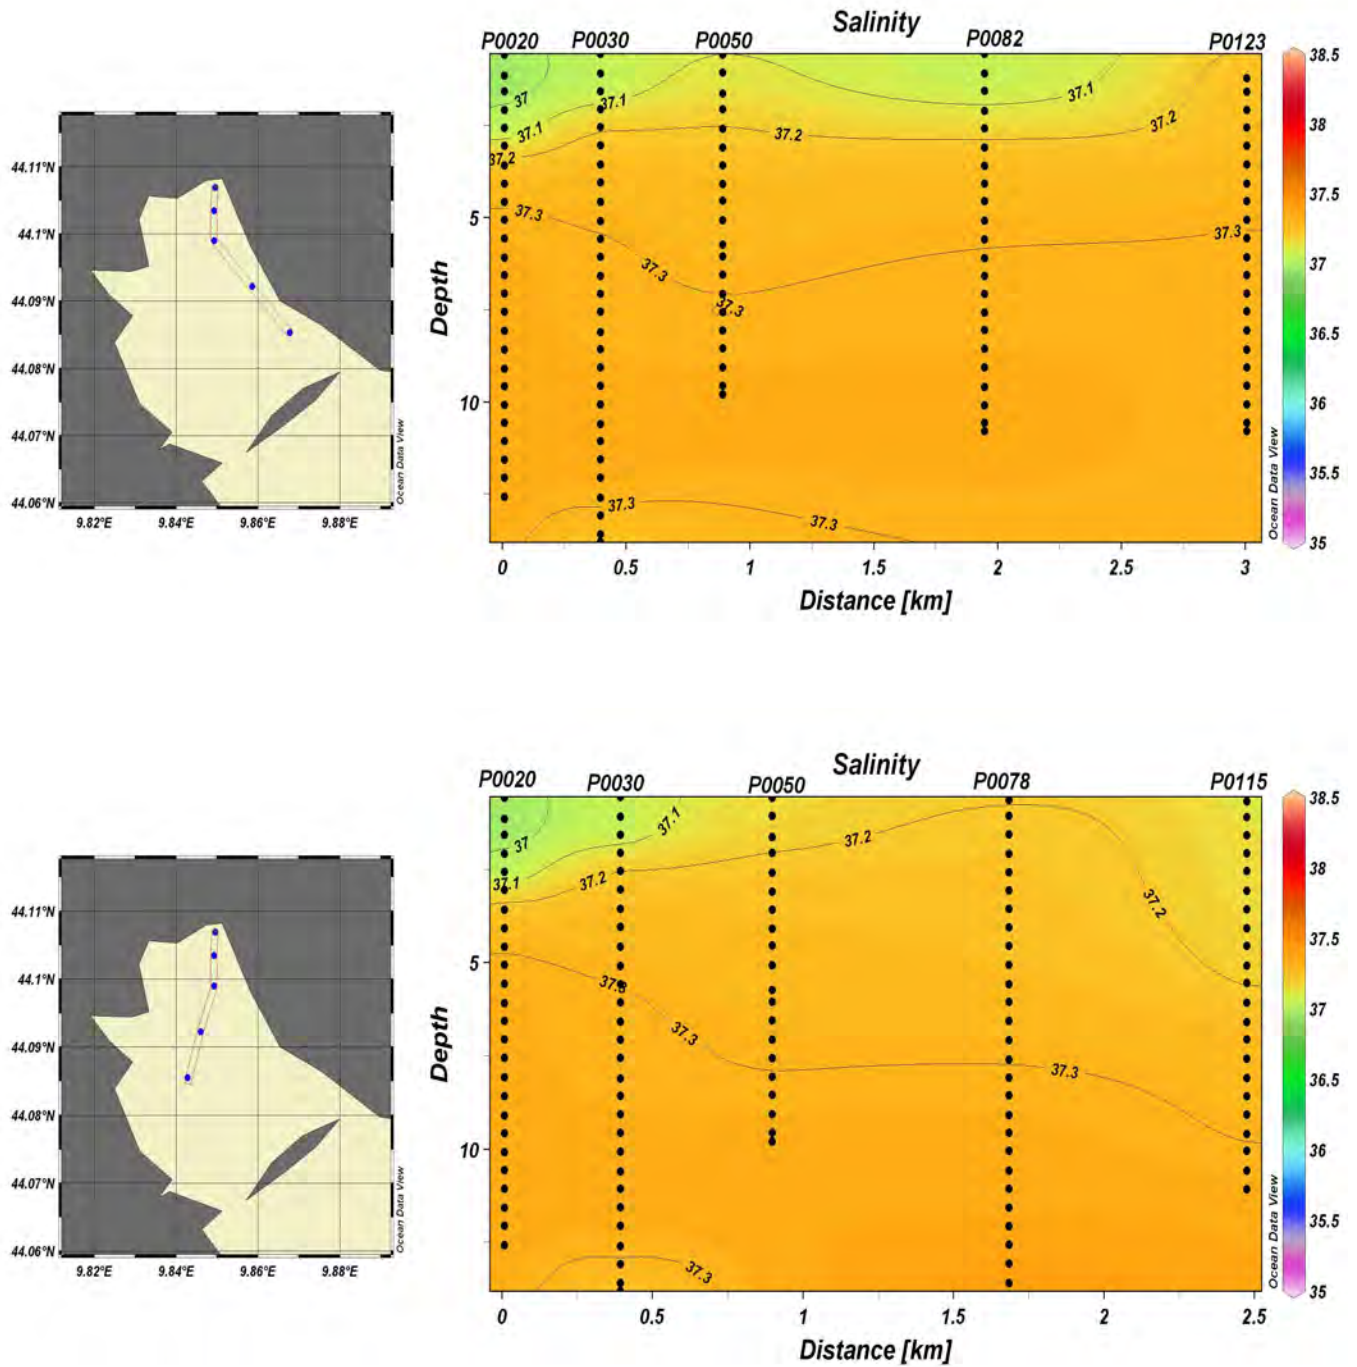 Salinity
P0020 P0030 P0050 P0082 P0123
38.5
38
37.5
37
36.5
36
35.5
35
37
37.1
37.1
37.1
37.2
37.2
37.2
37.3
37.3
37.3
37.3
37.3
37.3
5
10
Depth
0 0.5 1 1.5 2 2.5 3
Distance [km]
Ocean Data View
44.11°N
44.1°N
44.09°N
44.08°N
44.07°N
44.06°N
9.82°E 9.84°E 9.86°E 9.88°E
Ocean Data View
Salinity
P0020 P0030 P0050 P0078 P0115
38.5
38
37.5
37
36.5
36
35.5
35
37
37.1
37.1
37.2
37.2
37.2
37.3
37.3
37.3
37.3
5
10
Depth
0 0.5 1 1.5 2 2.5
Distance [km]
Ocean Data View
44.11°N
44.1°N
44.09°N
44.08°N
44.07°N
44.06°N
9.82°E 9.84°E 9.86°E 9.88°E
Ocean Data View